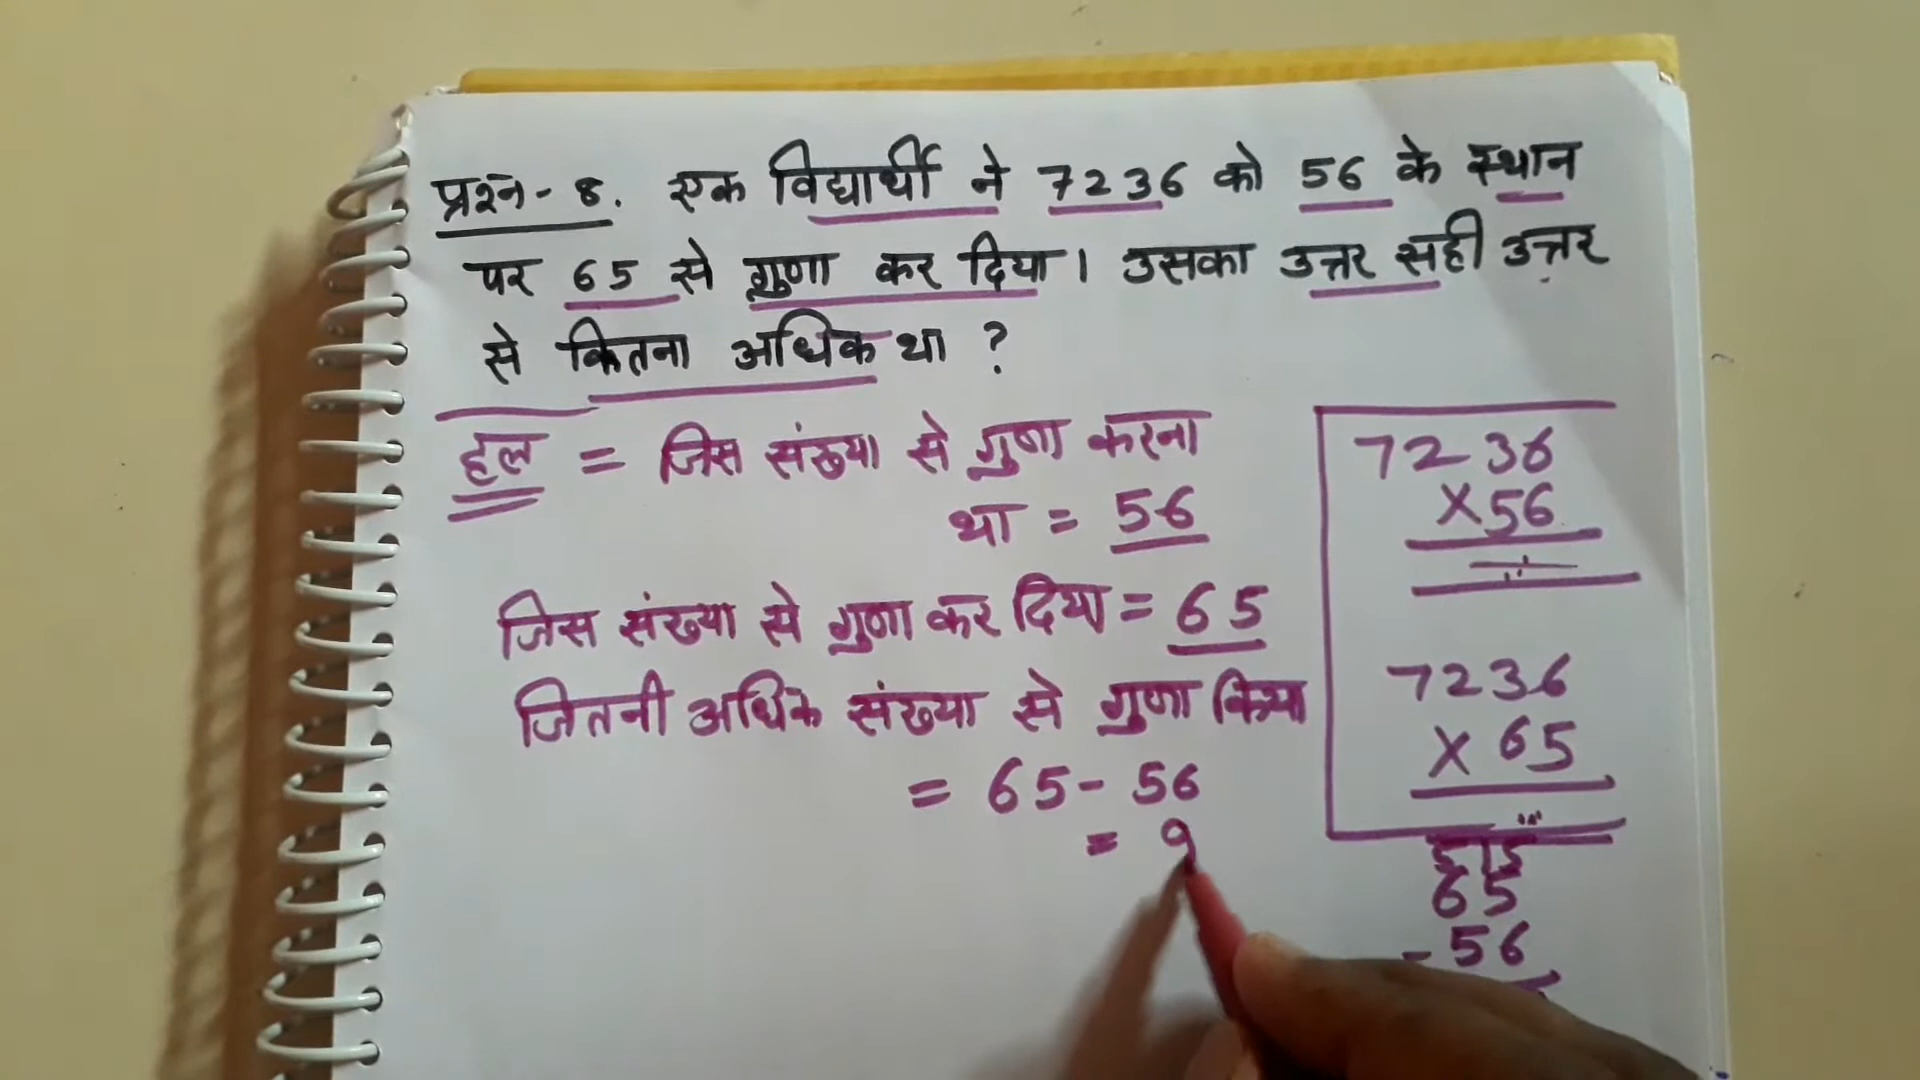 प्रश्न- 8. एक विद्यार्थी ने 7236 को 56 के स्थान
पर 65 से गुणा कर दिया। उसका उत्तर सही उत्तर
से कितना अधिक था ?
हल = जिस संख्या से गुणा करना
था = 56
जिस संख्या से गुणा कर दिया = 65
जितनी अधिक संख्या से गुणा किया
= 65- 56
= 9
7236
X56
7236
X 65
65
- 56